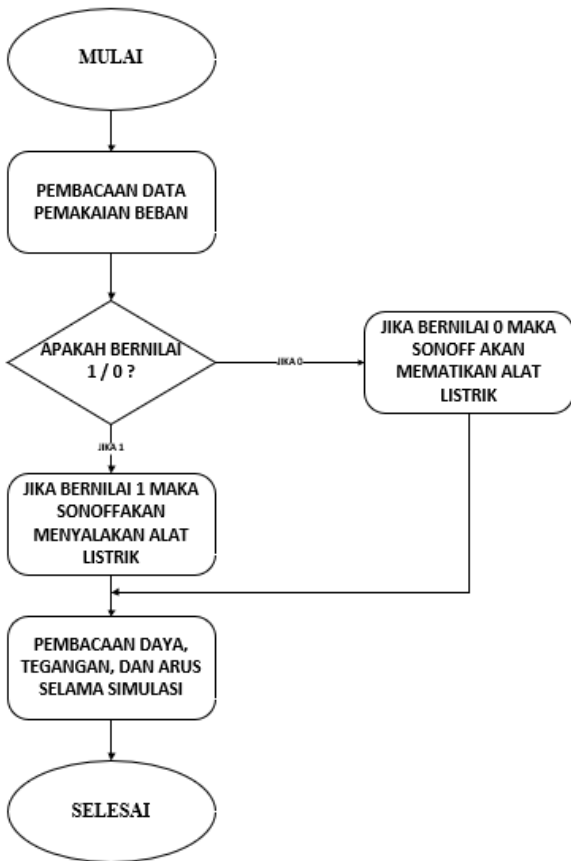 MULAI
PEMBACAAN DATA
PEMAKAIAN BEBAN
APAKAH BERNILAI
1 / 0 ?
JIKA 0
JIKA BERNILAI 0 MAKA
SONOFF AKAN
MEMATIKAN ALAT
LISTRIK
JIKA 1
JIKA BERNILAI 1 MAKA
SONOFFAKAN
MENYALAKAN ALAT
LISTRIK
PEMBACAAN DAYA,
TEGANGAN, DAN ARUS
SELAMA SIMULASI
SELESAI